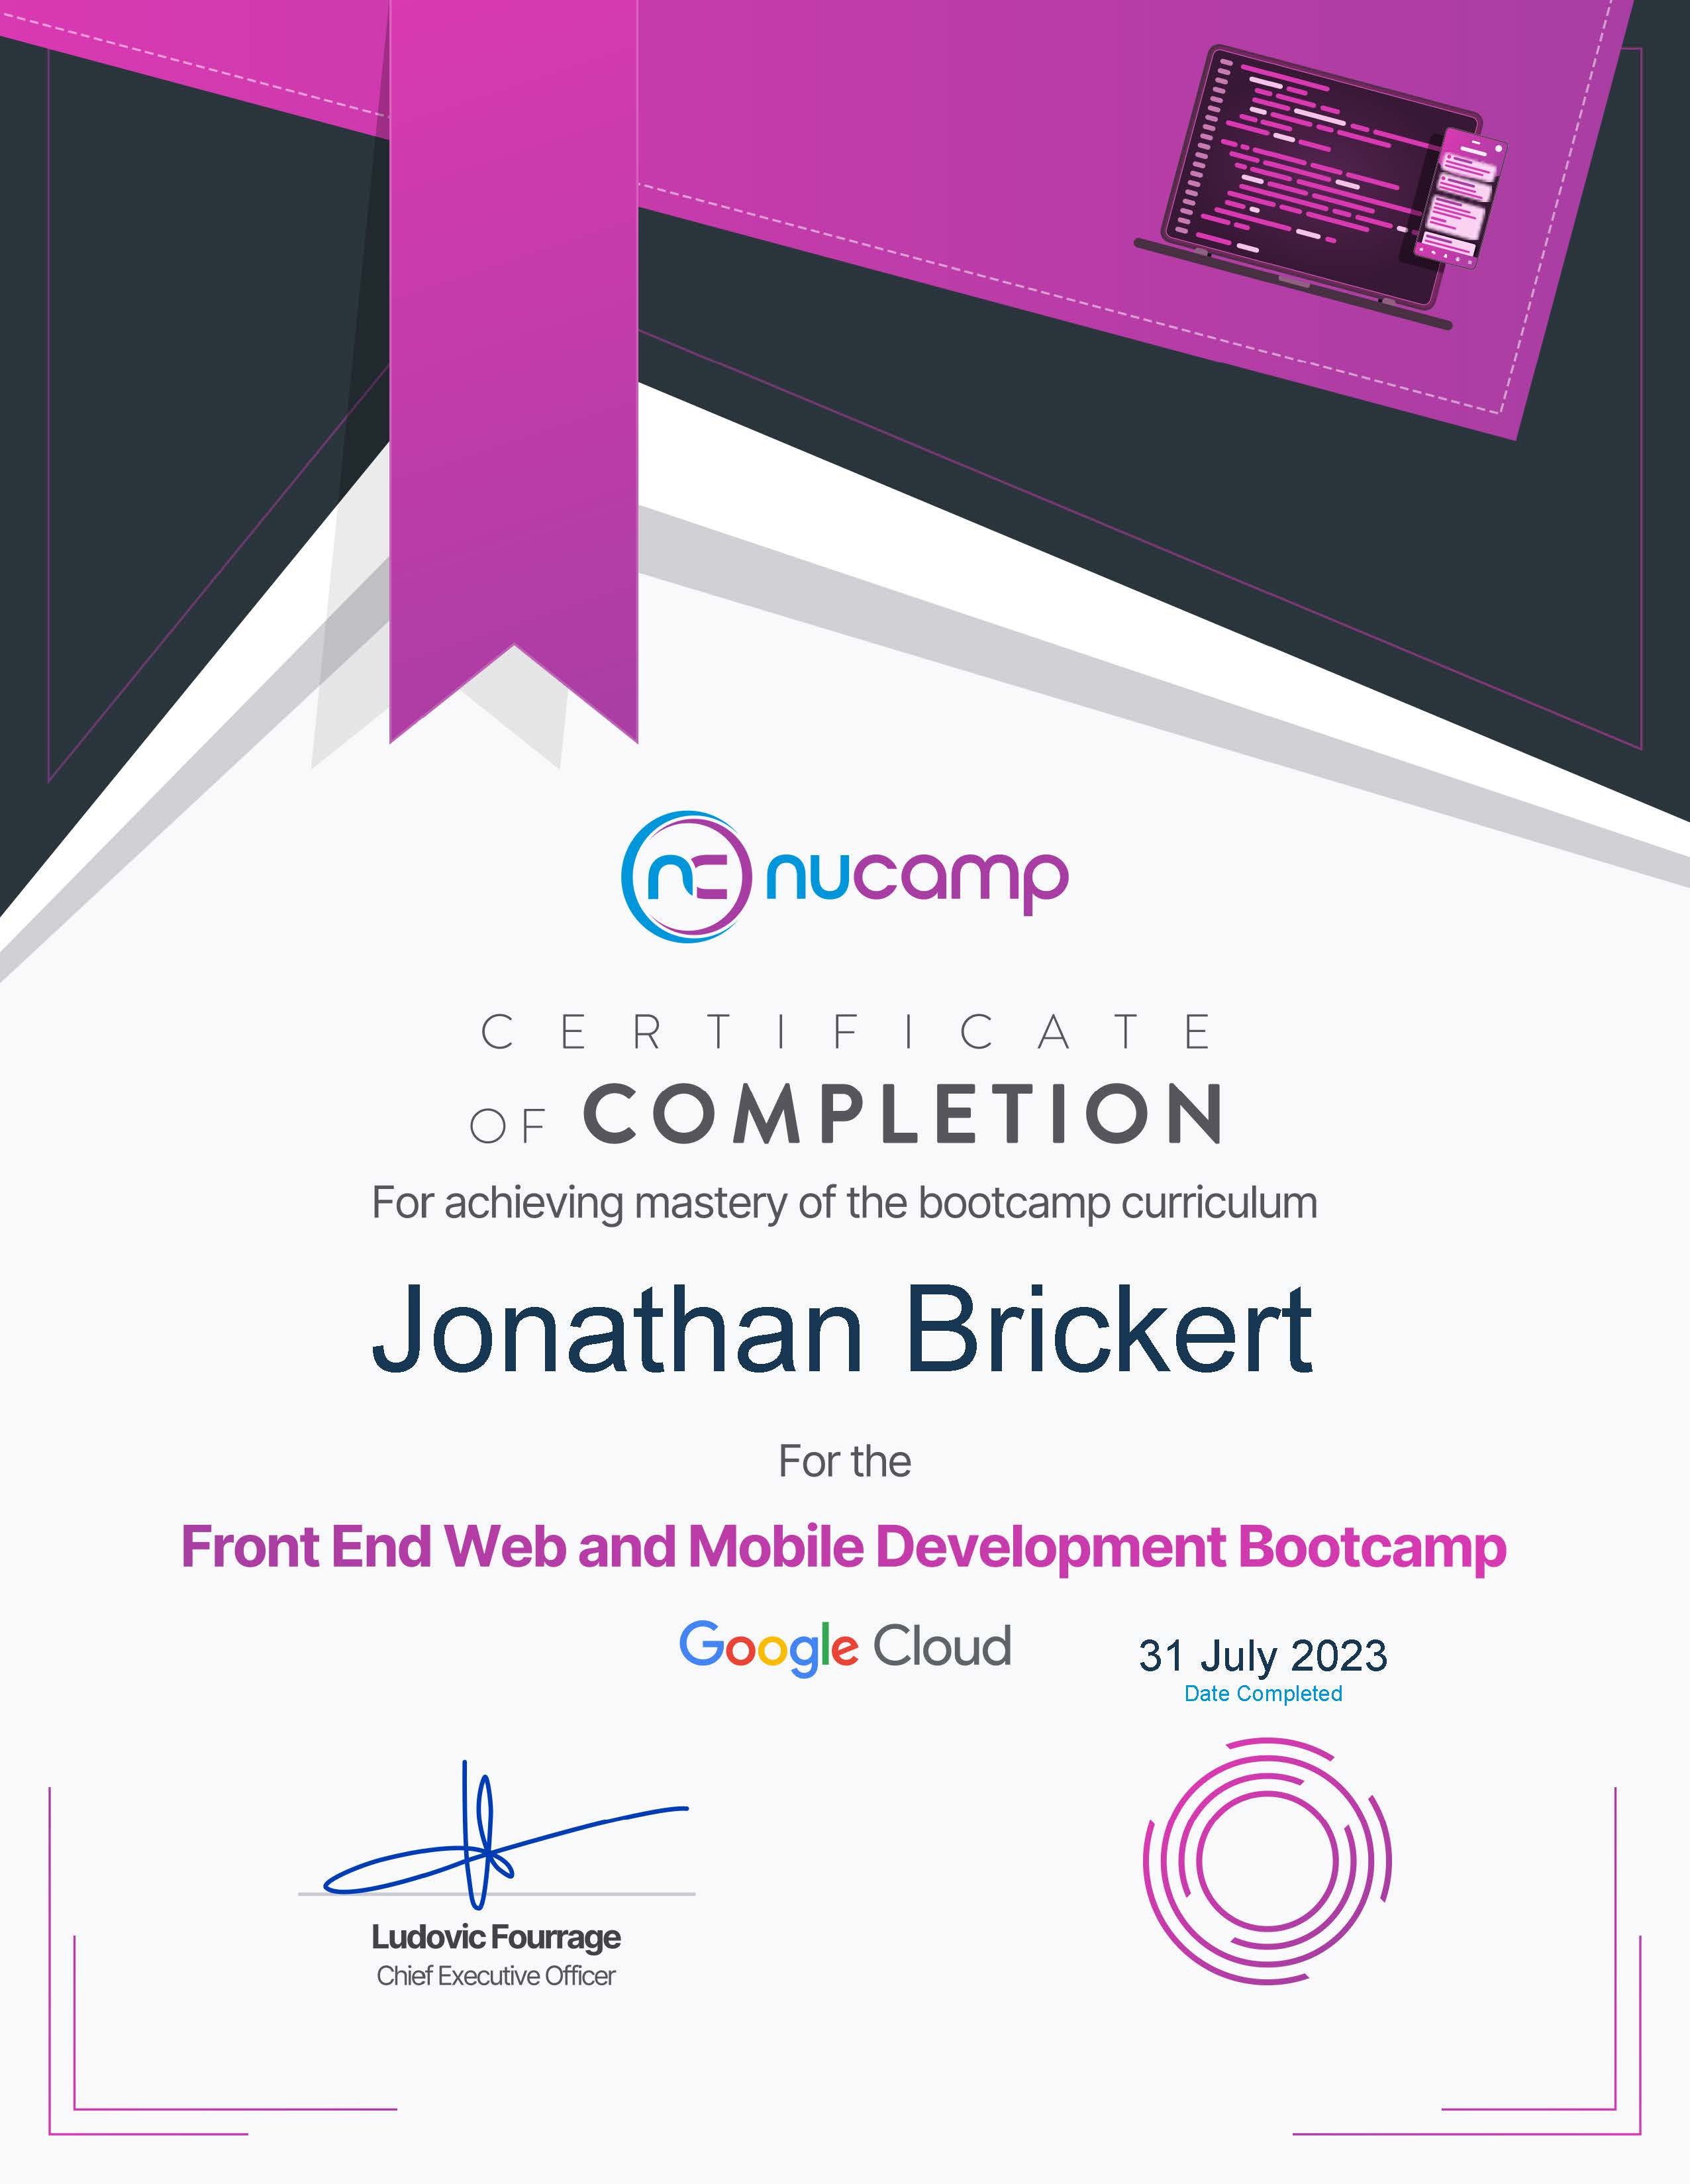 nc nucamp
CERTIFICATE
OF COMPLETION
For achieving mastery of the bootcamp curriculum
Jonathan Brickert
For the
Front End Web and Mobile Development Bootcamp
Google Cloud
31 July 2023
Date Completed
Ludovic Fourrage
Chief Executive Officer